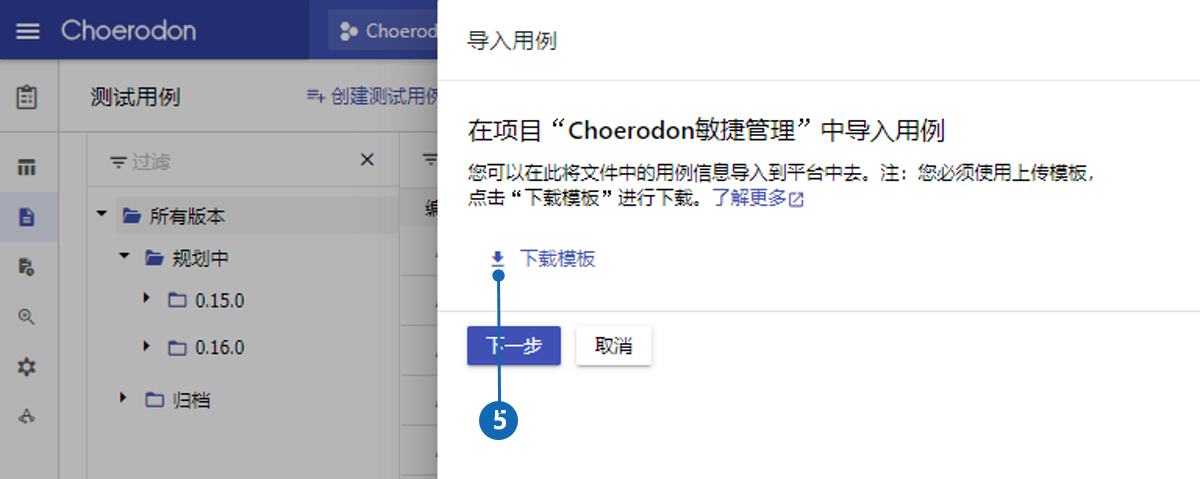 Choerodon
Choerod
导入用例
测试用例
创建测试用例
在项目“Choerodon敏捷管理”中导入用例
过滤
您可以在此将文件中的用例信息导入到平台中去。注：您必须使用上传模板，
点击“下载模板”进行下载。了解更多
编
所有版本
规划中
下载模板
0.15.0
0.16.0
下一步
取消
归档
5